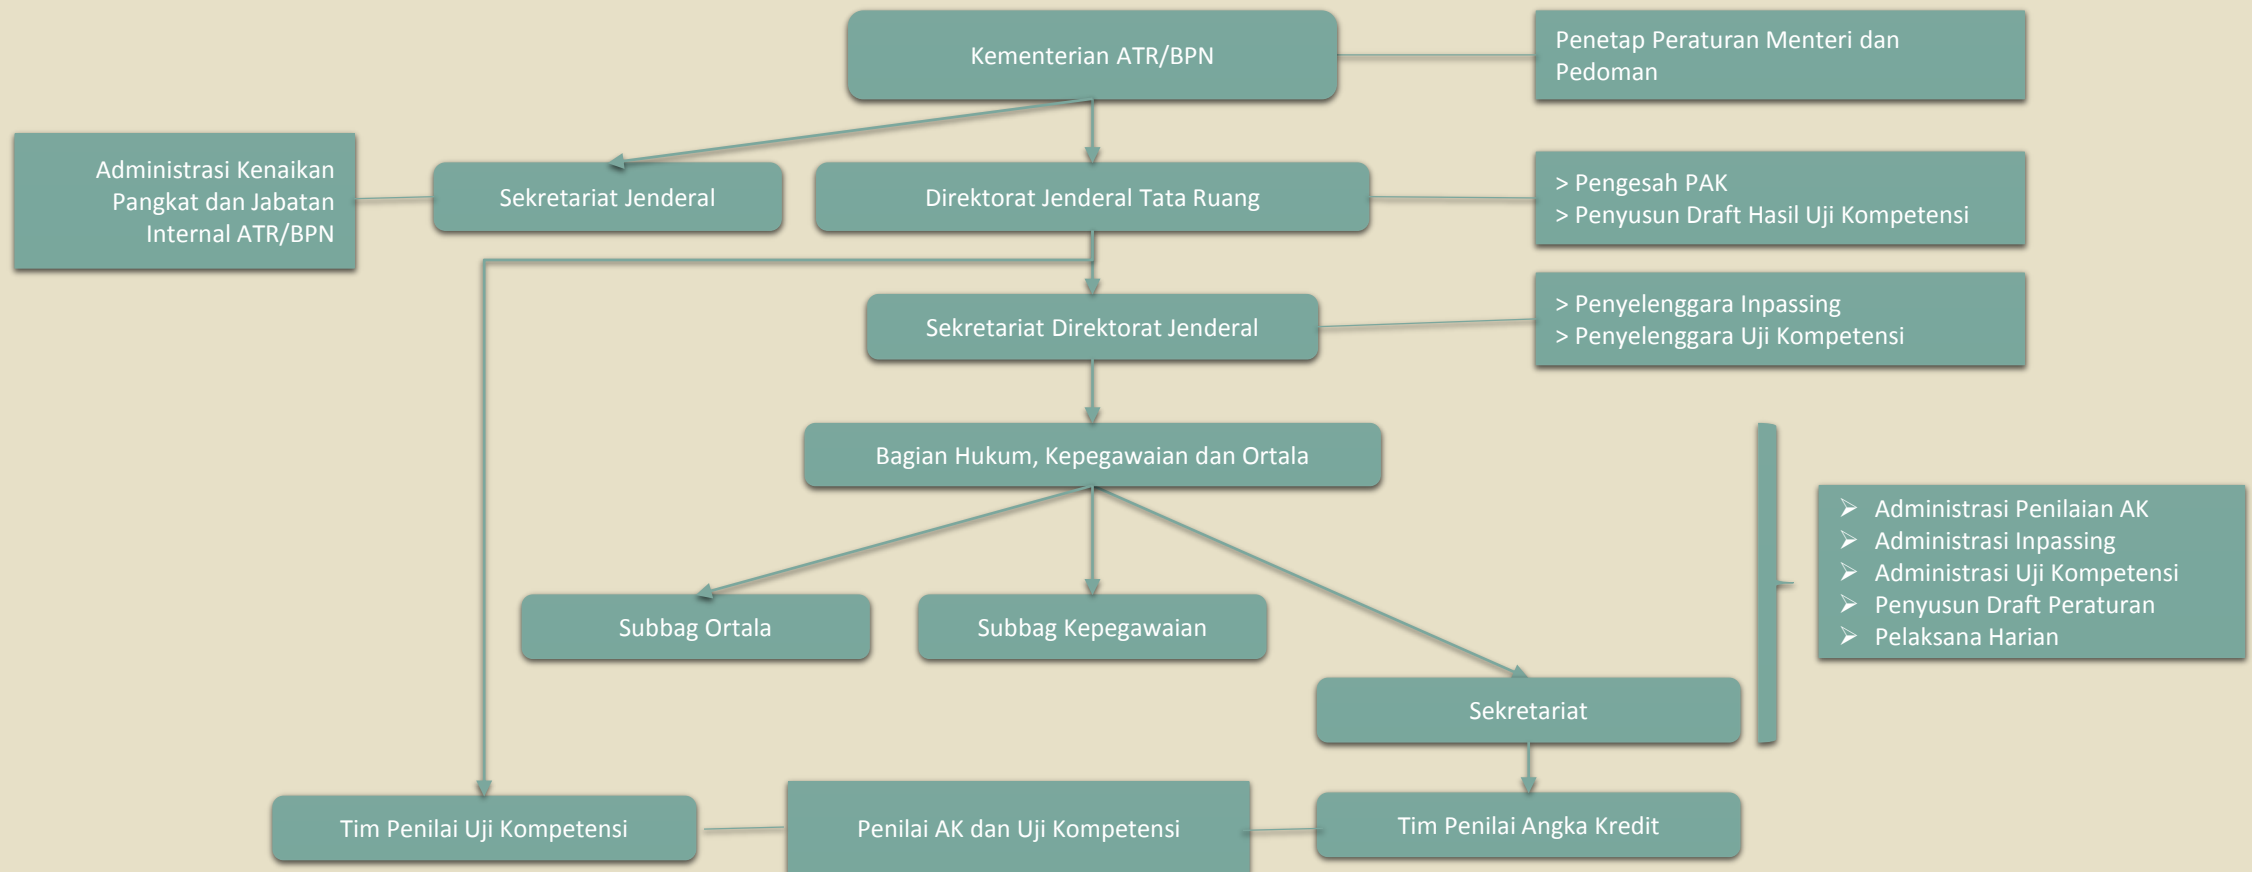 Kementerian ATR/BPN
Penetap Peraturan Menteri dan
Pedoman
Administrasi Kenaikan
Pangkat dan Jabatan
Internal ATR/BPN
Sekretariat Jenderal
Direktorat Jenderal Tata Ruang
> Pengesah PAK
> Penyusun Draft Hasil Uji Kompetensi
Sekretariat Direktorat Jenderal
> Penyelenggara Inpassing
> Penyelenggara Uji Kompetensi
Bagian Hukum, Kepegawaian dan Ortala
➢ Administrasi Penilaian AK
➢ Administrasi Inpassing
➢ Administrasi Uji Kompetensi
➢ Penyusun Draft Peraturan
➢ Pelaksana Harian
Subbag Ortala
Subbag Kepegawaian
Sekretariat
Tim Penilai Uji Kompetensi
Penilai AK dan Uji Kompetensi
Tim Penilai Angka Kredit